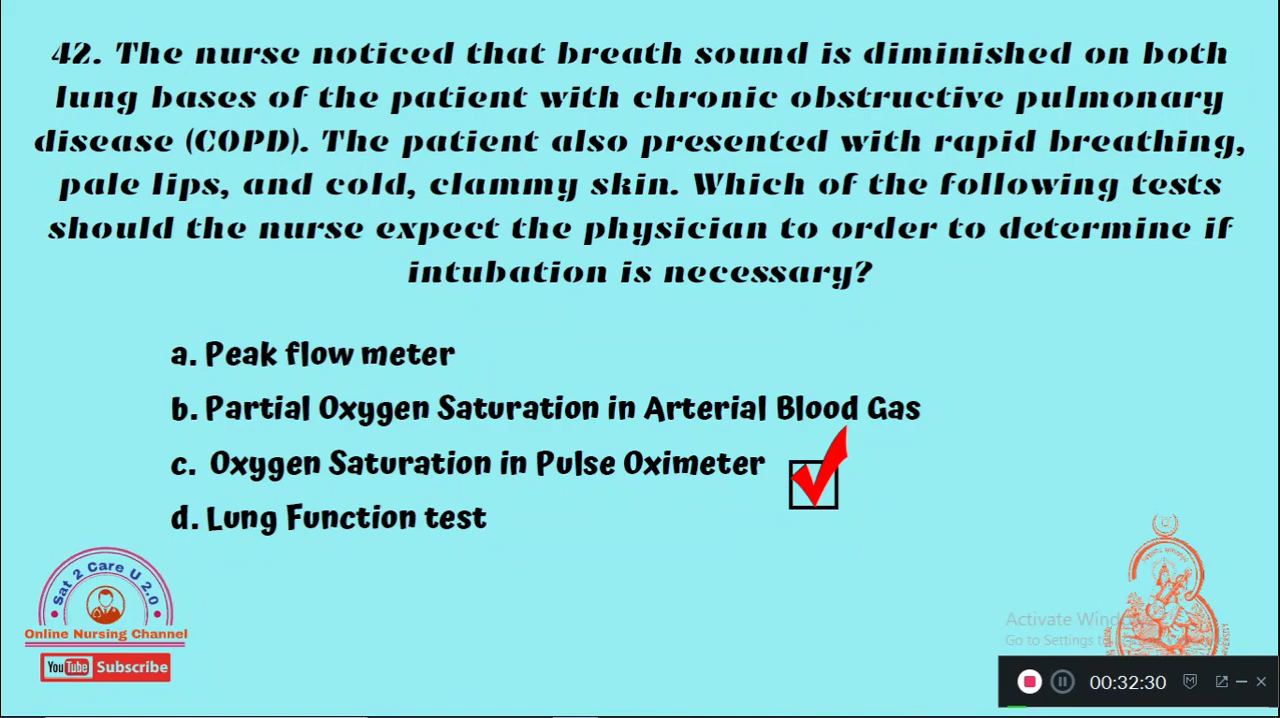 42. The nurse noticed that breath sound is diminished on both
lung bases of the patient with chronic obstructive pulmonary
disease (COPD). The patient also presented with rapid breathing,
pale lips, and cold, clammy skin. Which of the following tests
should the nurse expect the physician to order to determine if
intubation is necessary?
a. Peak flow meter
b. Partial Oxygen Saturation in Arterial Blood Gas
c. Oxygen Saturation in Pulse Oximeter
d. Lung Function test
Sat 2 Care U 2.0
Online Nursing Channel
YouTube Subscribe
Activate Wind
Go to Settings t
00:32:30